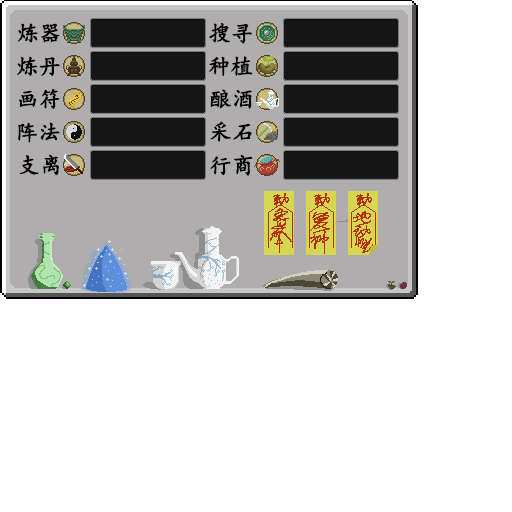 炼器 搜寻
炼丹 种植
画符 酿酒
阵法 采石
支离 行商